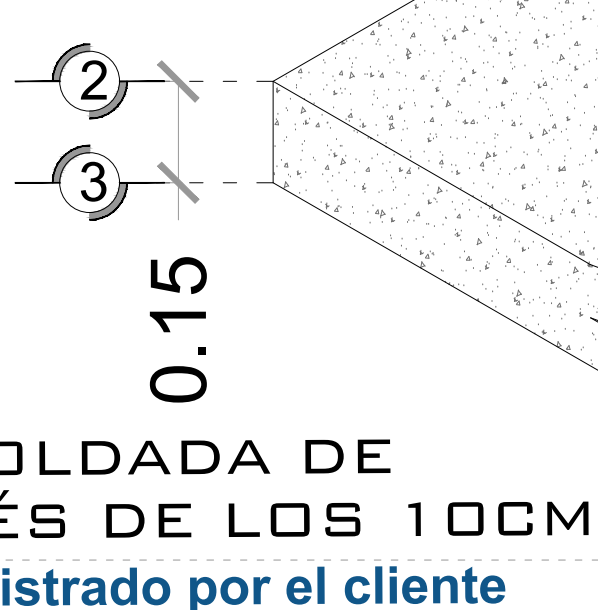 2
3
0.15
OLDADA DE
ÉS DE LOS 10CM
istrado por el cliente